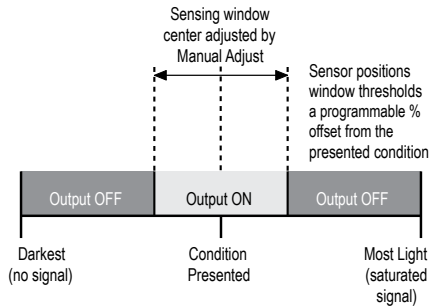 Sensing window
center adjusted by
Manual Adjust
Sensor positions
window thresholds
a programmable %
offset from the
presented condition
Output OFF
Output ON
Output OFF
Darkest
(no signal)
Condition
Presented
Most Light
(saturated
signal)